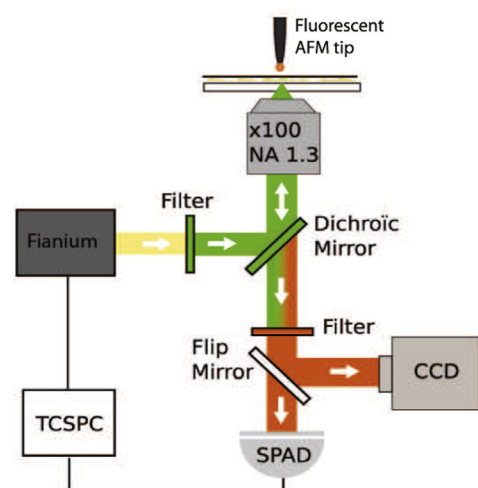 Fluorescent
AFM tip
x100
NA 1.3
Filter
Fianium
Dichroïc
Mirror
Filter
Flip
Mirror
CCD
TCSPC
SPAD